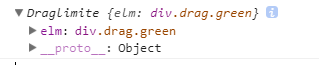 ▼ Draglimite {elm: div.drag.green} i
▶ elm: div.drag.green
▶ __proto__: Object